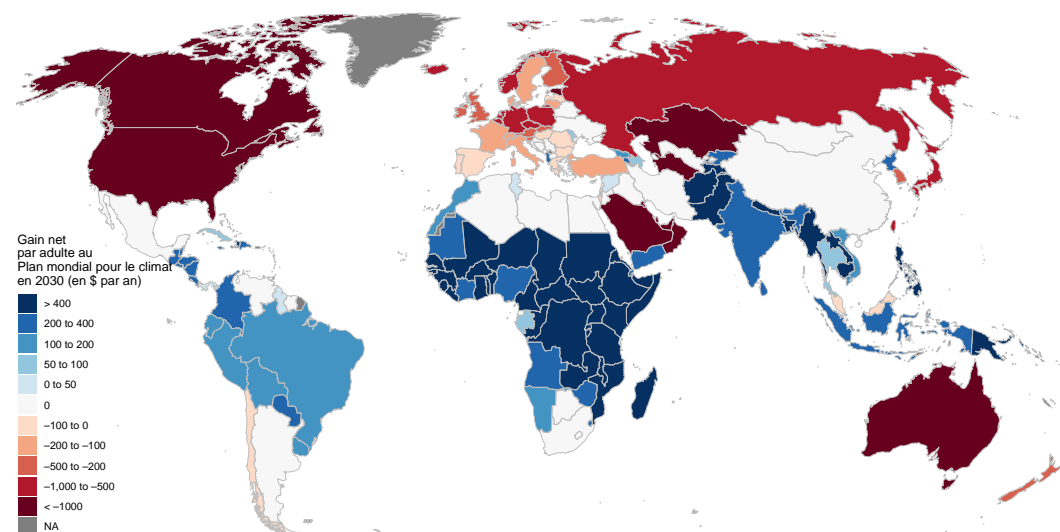 Gain net
par adulte au
Plan mondial pour le climat
en 2030 (en $ par an)
> 400
200 to 400
100 to 200
50 to 100
0 to 50
0
–100 to 0
–200 to –100
–500 to –200
–1,000 to –500
< –1000
NA